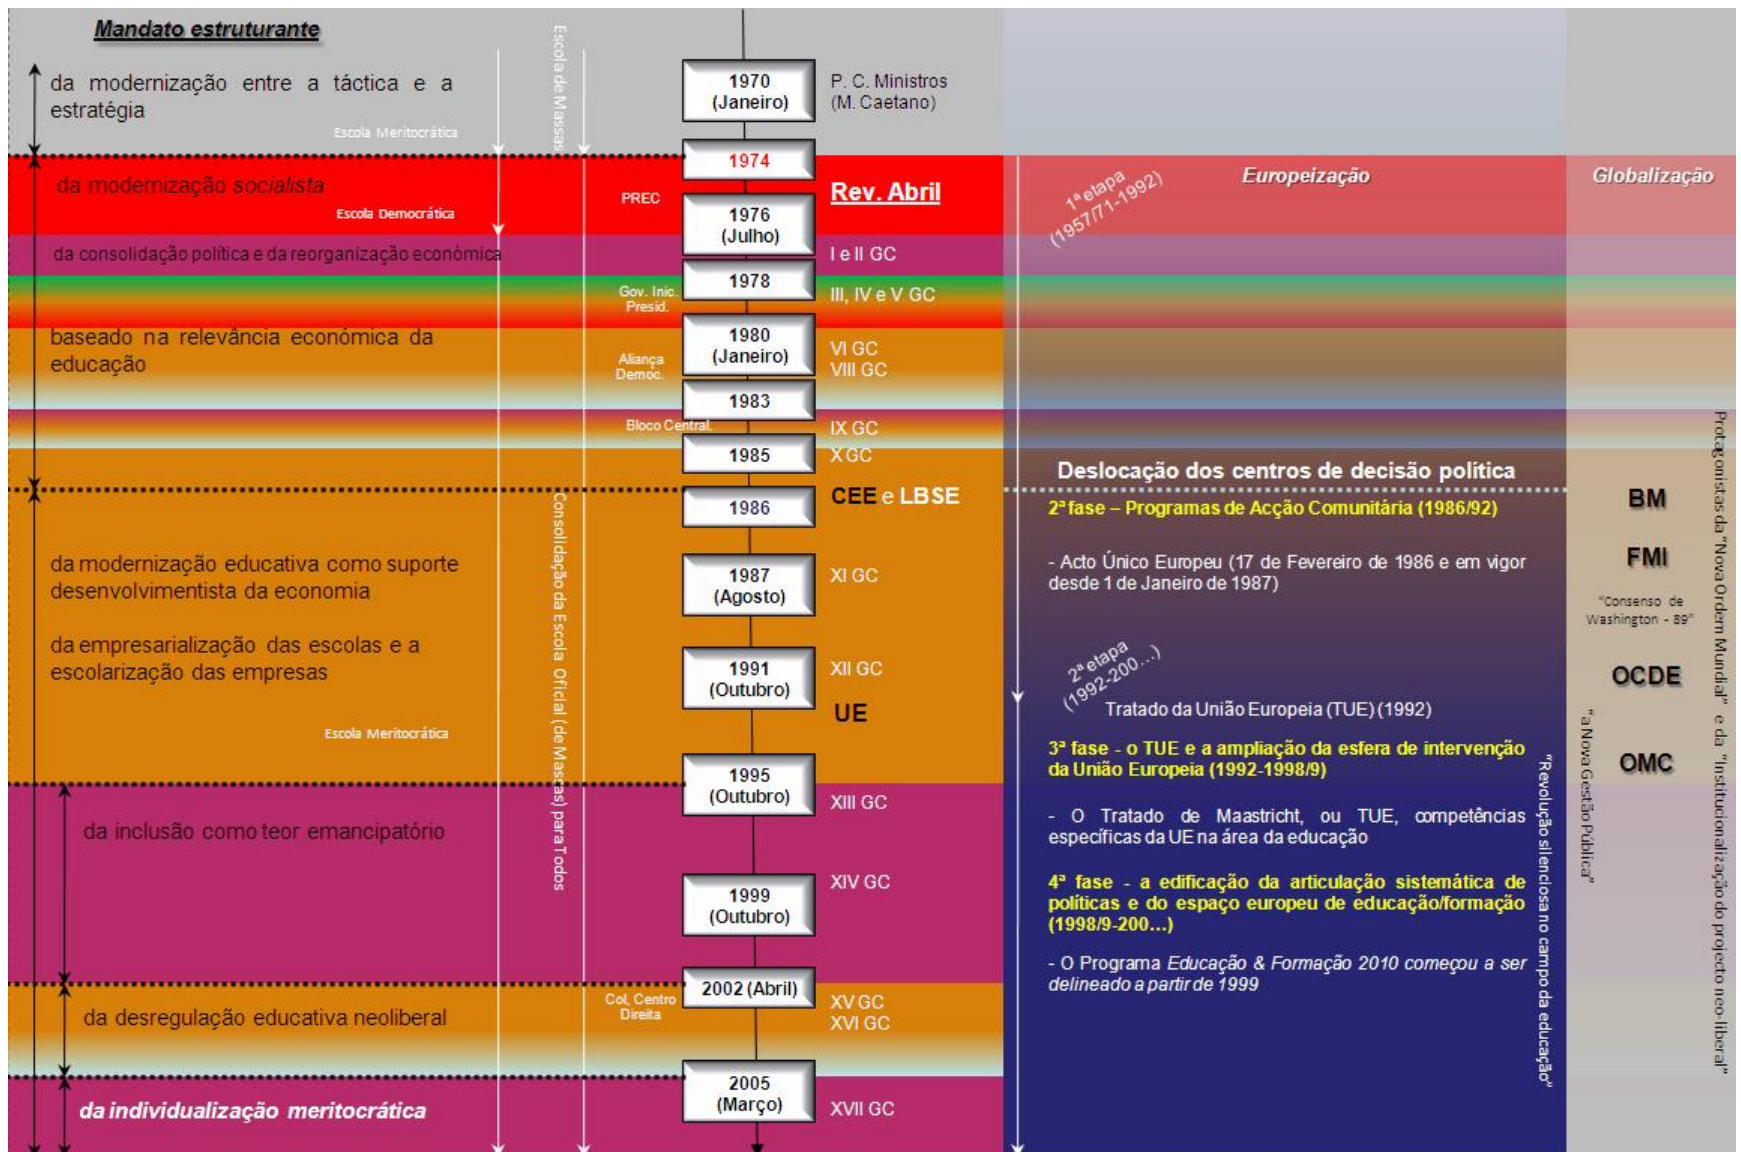 Mandato estruturante
da modernização entre a táctica e a
estratégia
Escola Meritocrática
Escola de Massas
1970
(Janeiro)
P. C. Ministros
(M. Caetano)
1974
da modernização socialista
Escola Democrática
PREC
Rev. Abril
1976
(Julho)
da consolidação política e da reorganização económica
I e II GC
1978
Gov. Inic.
Presid.
III, IV e V GC
baseado na relevância económica da
educação
1980
(Janeiro)
Aliança
Democ.
VI GC
VIII GC
1983
Bloco Central.
IX GC
1985
X GC
CEE e LBSE
1986
Consolidação da Escola Oficial (de Massas) para Todos
da modernização educativa como suporte
desenvolvimentista da economia
1987
(Agosto)
XI GC
da empresarialização das escolas e a
escolarização das empresas
1991
(Outubro)
XII GC
UE
Escola Meritocrática
1995
(Outubro)
XIII GC
da inclusão como teor emancipatório
1999
(Outubro)
XIV GC
2002 (Abril)
Col, Centro
Direita
XV GC
XVI GC
da desregulação educativa neoliberal
2005
(Março)
XVII GC
da individualização meritocrática
Europeização
1ª etapa
(1957/71-1992)
Deslocação dos centros de decisão política
2ª fase – Programas de Acção Comunitária (1986/92)
- Acto Único Europeu (17 de Fevereiro de 1986 e em vigor
desde 1 de Janeiro de 1987)
2ª etapa
(1992-200...)
Tratado da União Europeia (TUE) (1992)
3ª fase - o TUE e a ampliação da esfera de intervenção
da União Europeia (1992-1998/9)
- O Tratado de Maastricht, ou TUE, competências
específicas da UE na área da educação
4ª fase - a edificação da articulação sistemática de
políticas e do espaço europeu de educação/formação
(1998/9-200...)
- O Programa Educação & Formação 2010 começou a ser
delineado a partir de 1999
"Revolução silenciosa no campo da educação"
Globalização
BM
FMI
"Consenso de
Washington - 89"
OCDE
OMC
"a Nova Gestão Pública"
Protagonistas da "Nova Ordem Mundial" e da "Institucionalização do projecto neo-liberal"